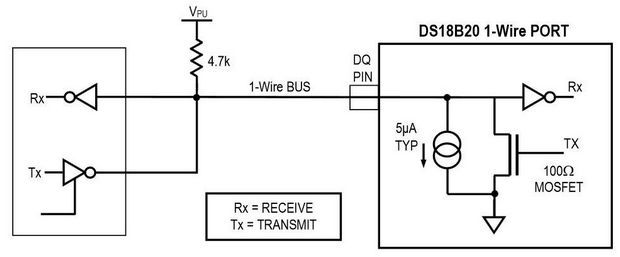 VPU
4.7k
DS18B20 1-Wire PORT
DQ
PIN
1-Wire BUS
Rx
Rx
5µA
TYP
TX
Tx
100Ω
MOSFET
Rx = RECEIVE
Tx = TRANSMIT